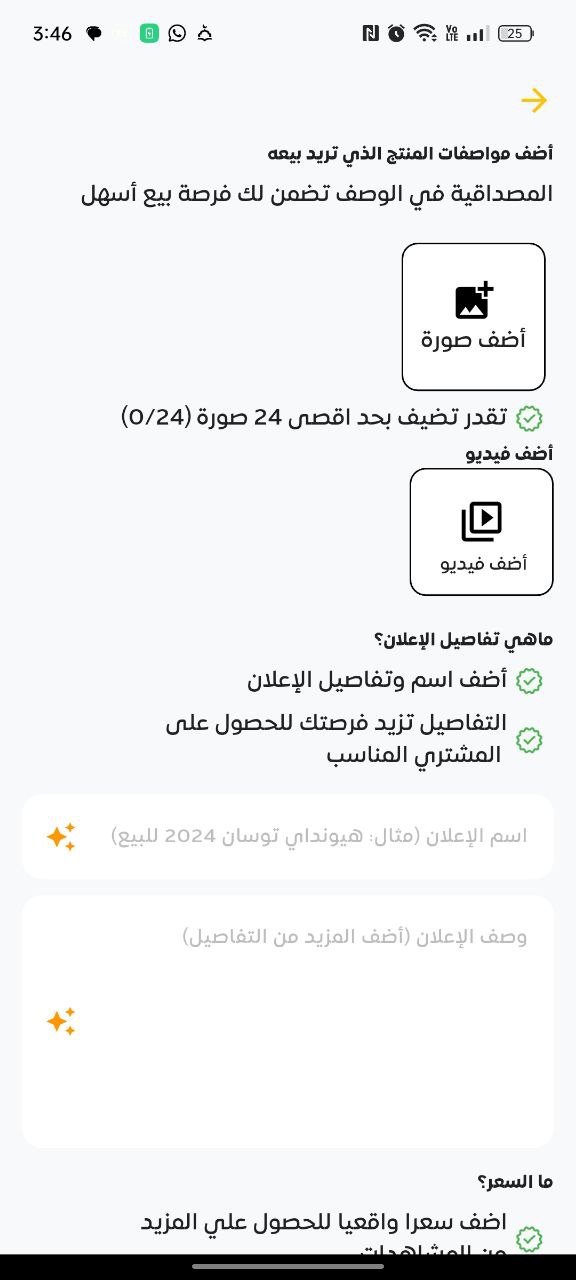 3:46
VO LTE
25
أضف مواصفات المنتج الذي تريد بيعه
المصداقية في الوصف تضمن لك فرصة بيع أسهل
أضف صورة
تقدر تضيف بحد اقصى 24 صورة (0/24)
أضف فيديو
أضف فيديو
ماهي تفاصيل الإعلان؟
أضف اسم وتفاصيل الإعلان
التفاصيل تزيد فرصتك للحصول على
المشتري المناسب
اسم الإعلان (مثال: هيونداي توسان 2024 للبيع)
وصف الإعلان (أضف المزيد من التفاصيل)
ما السعر؟
اضف سعرا واقعيا للحصول علي المزيد
من المشاهدات